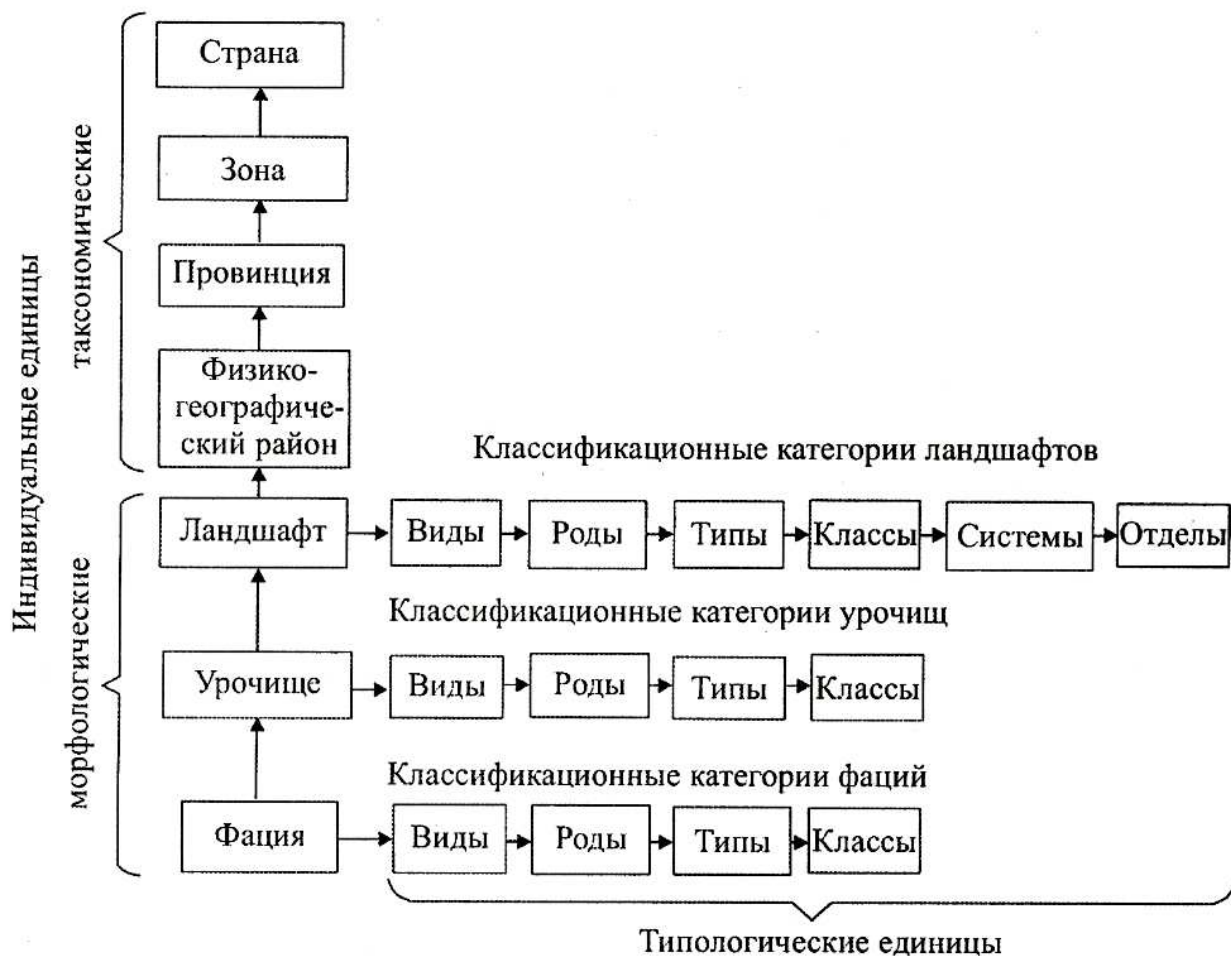 Страна
Зона
Провинция
Физико-
географиче-
ский район
Индивидуальные единицы
таксономические
морфологические
Классификационные категории ландшафтов
Ландшафт
Виды
Роды
Типы
Классы
Системы
Отделы
Классификационные категории урочищ
Урочище
Виды
Роды
Типы
Классы
Классификационные категории фаций
Фация
Виды
Роды
Типы
Классы
Типологические единицы